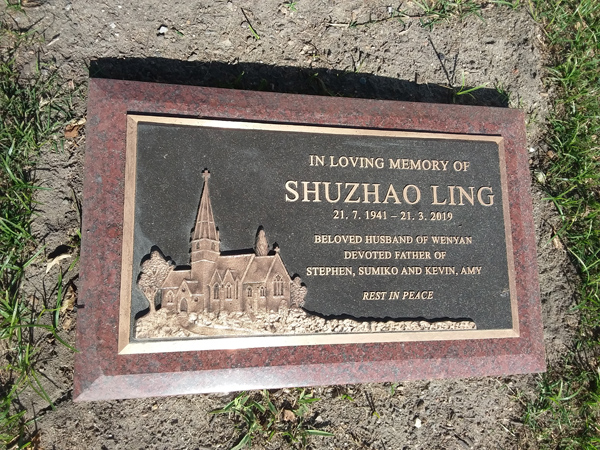 IN LOVING MEMORY OF
SHUZHAO LING
21. 7. 1941 – 21. 3. 2019
BELOVED HUSBAND OF WENYAN
DEVOTED FATHER OF
STEPHEN, SUMIKO AND KEVIN, AMY
REST IN PEACE